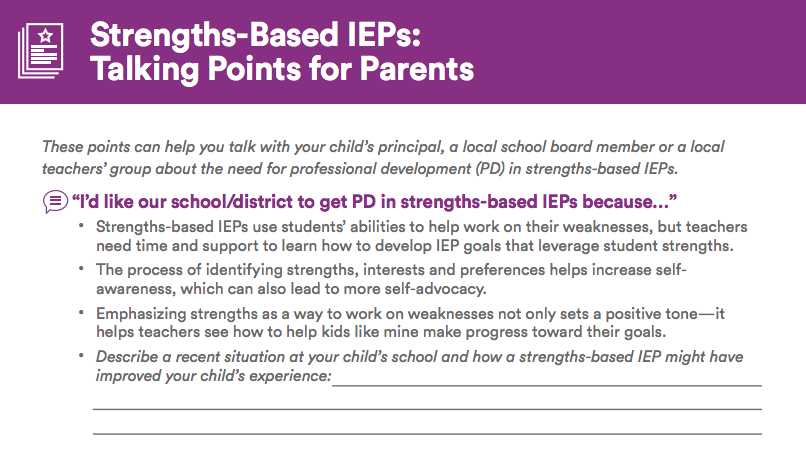 Strengths-Based IEPs:
Talking Points for Parents
These points can help you talk with your child's principal, a local school board member or a local
teachers' group about the need for professional development (PD) in strengths-based IEPs.
“I'd like our school/district to get PD in strengths-based IEPs because…”
• Strengths-based IEPs use students' abilities to help work on their weaknesses, but teachers
need time and support to learn how to develop IEP goals that leverage student strengths.
• The process of identifying strengths, interests and preferences helps increase self-
awareness, which can also lead to more self-advocacy.
• Emphasizing strengths as a way to work on weaknesses not only sets a positive tone—it
helps teachers see how to help kids like mine make progress toward their goals.
• Describe a recent situation at your child's school and how a strengths-based IEP might have
improved your child's experience: